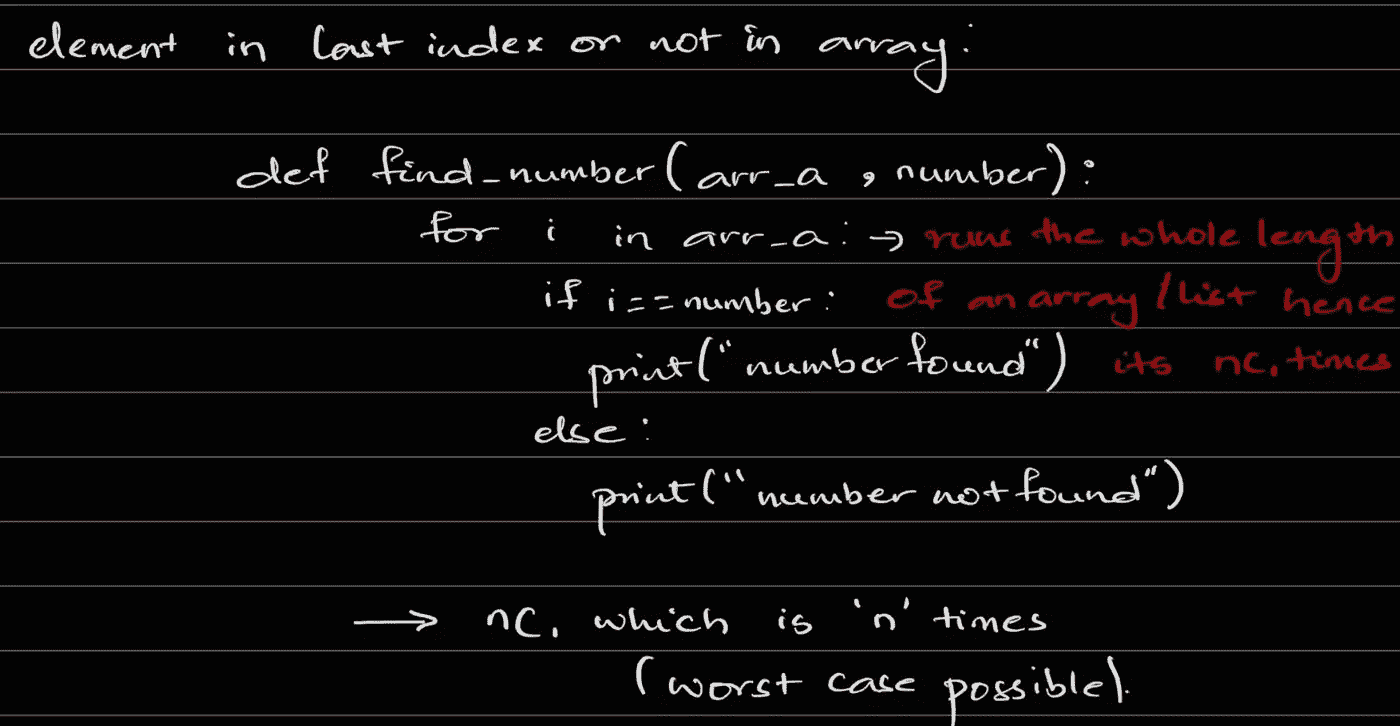 element in last index or not in array:
def find_number(arr_a , number):
for i in arr_a: → runs the whole length
if i==number: of an array/list hence
print("number found") its nC₁ times
else:
print("number not found")
→ nC₁ which is 'n' times
(worst case possible).